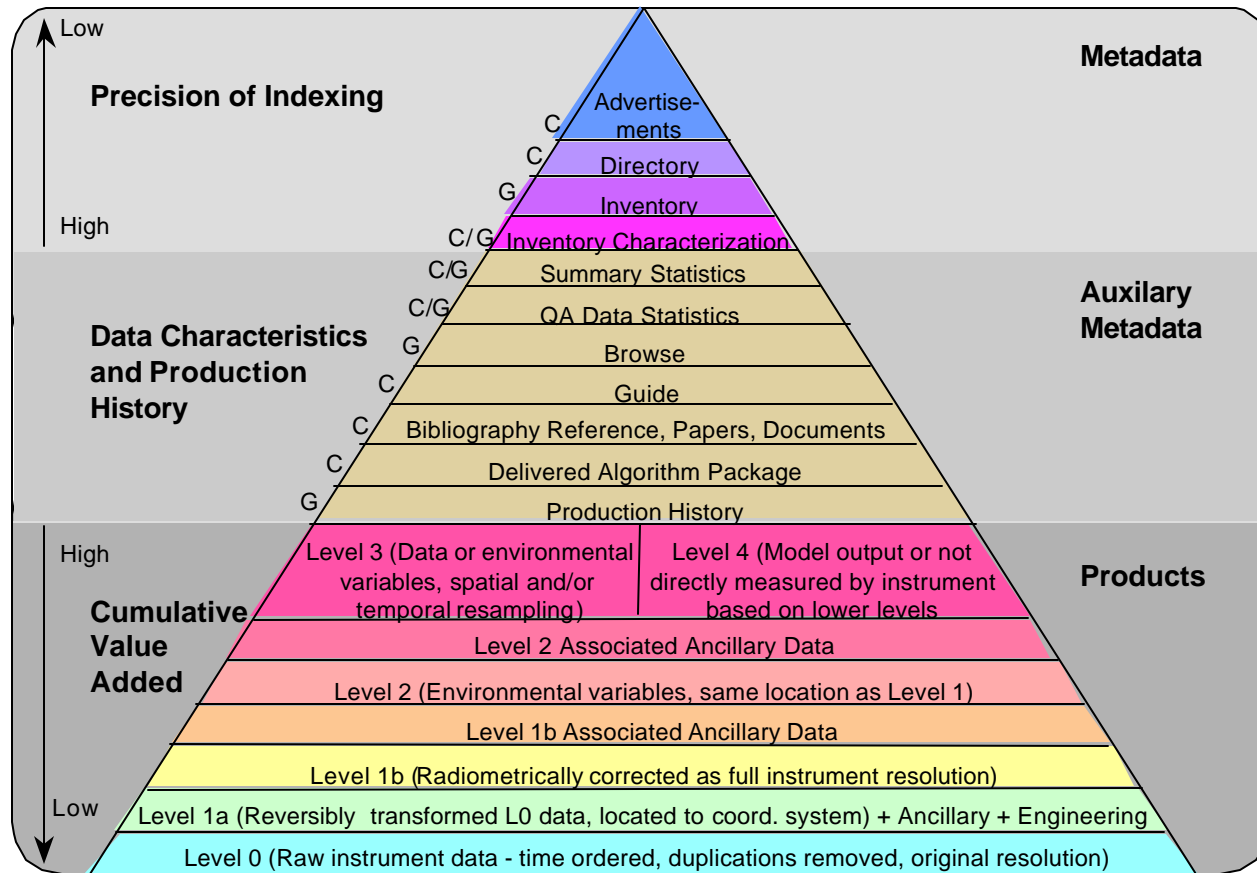 Low
Metadata
Precision of Indexing
Advertise-
C
ments
C
Directory
G
Inventory
High
C/ G
Inventory Characterization
C/G
Summary Statistics
Auxilary
Metadata
C/G
QA Data Statistics
Data Characteristics
and Production
History
G
Browse
C
Guide
C
Bibliography Reference, Papers, Documents
C
Delivered Algorithm Package
G
Production History
High
Level 3 (Data or environmental
variables, spatial and/or
temporal resampling)
Level 4 (Model output or not
directly measured by instrument
based on lower levels
Products
Cumulative
Value
Added
Level 2 Associated Ancillary Data
Level 2 (Environmental variables, same location as Level 1)
Level 1b Associated Ancillary Data
Level 1b (Radiometrically corrected as full instrument resolution)
Low
Level 1a (Reversibly transformed L0 data, located to coord. system) + Ancillary + Engineering
Level 0 (Raw instrument data - time ordered, duplications removed, original resolution)